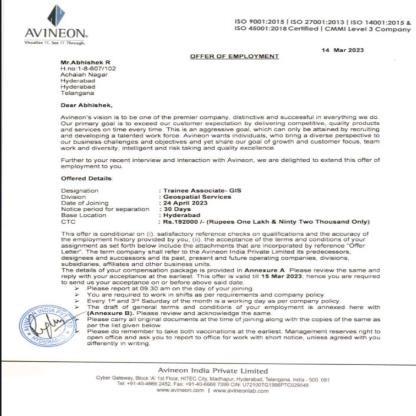 AVINEON.
Visualize It. See It Through.
ISO 9001:2015 | ISO 27001:2013 | ISO 14001:2015 &
ISO 45001:2018 Certified | CMMI Level 3 Company
14 Mar 2023
OFFER OF EMPLOYMENT
Mr.Abhishek R
H.no:1-8-607/102
Achaiah Nagar
Hyderabad
Hyderabad
Telangana
Dear Abhishek,
Avineon's vision is to be one of the premier company, distinctive and successful in everything we do.
Our primary goal is to exceed our customer expectation by delivering competitive, quality products
and services on time every time. This is an aggressive goal, which can only be attained by recruiting
and developing a talented work force. Avineon wants individuals, who bring a diverse perspective to
our business challenges and objectives and yet share our goal of growth and customer focus, team
work and diversity, intelligent and risk taking and quality excellence.
Further to your recent interview and interaction with Avineon, we are delighted to extend this offer of
employment to you.
Offered Details:
Designation : Trainee Associate- GIS
Division : Geospatial Services
Date of Joining : 24 April 2023
Notice period for separation : 30 Days
Base Location : Hyderabad
CTC : Rs.192000 /- (Rupees One Lakh & Ninety Two Thousand Only)
This offer is conditional on (i). satisfactory reference checks on qualifications and the accuracy of
the employment history provided by you; (ii). the acceptance of the terms and conditions of your
assignment as set forth below include the attachments that are incorporated by reference "Offer
Letter". The term company shall refer to the Avineon India Private Limited its predecessors,
designees and successors and its past, present and future operating companies, divisions,
subsidiaries, affiliates and other business units.
The details of your compensation package is provided in Annexure A Please review the same and
reply with your acceptance at the earliest. This offer is valid till 15 Mar 2023, hence you are required
to send us your acceptance on or before above said date.
➢ Please report at 09.30 am on the day of your joining.
➢ You are required to work in shifts as per requirements and company policy.
➢ Every 1st and 3rd Saturday of the month is a working day as per company policy.
➢ The draft of general terms and conditions of your employment is annexed here with
(Annexure B). Please review and acknowledge the same.
➢ Please carry all original documents at the time of joining along with the copies of the same as
per the list given below
➢ Please do remember to take both vaccinations at the earliest. Management reserves right to
open office and ask you to report to office for work with short notice, unless agreed with you
differently in writing.
Avineon India Private Limited
Cyber Gateway, Block 'A' 1st Floor, HITEC City, Madhapur, Hyderabad, Telangana, India - 500 081
www.avineon.com | www.avineonlab.com